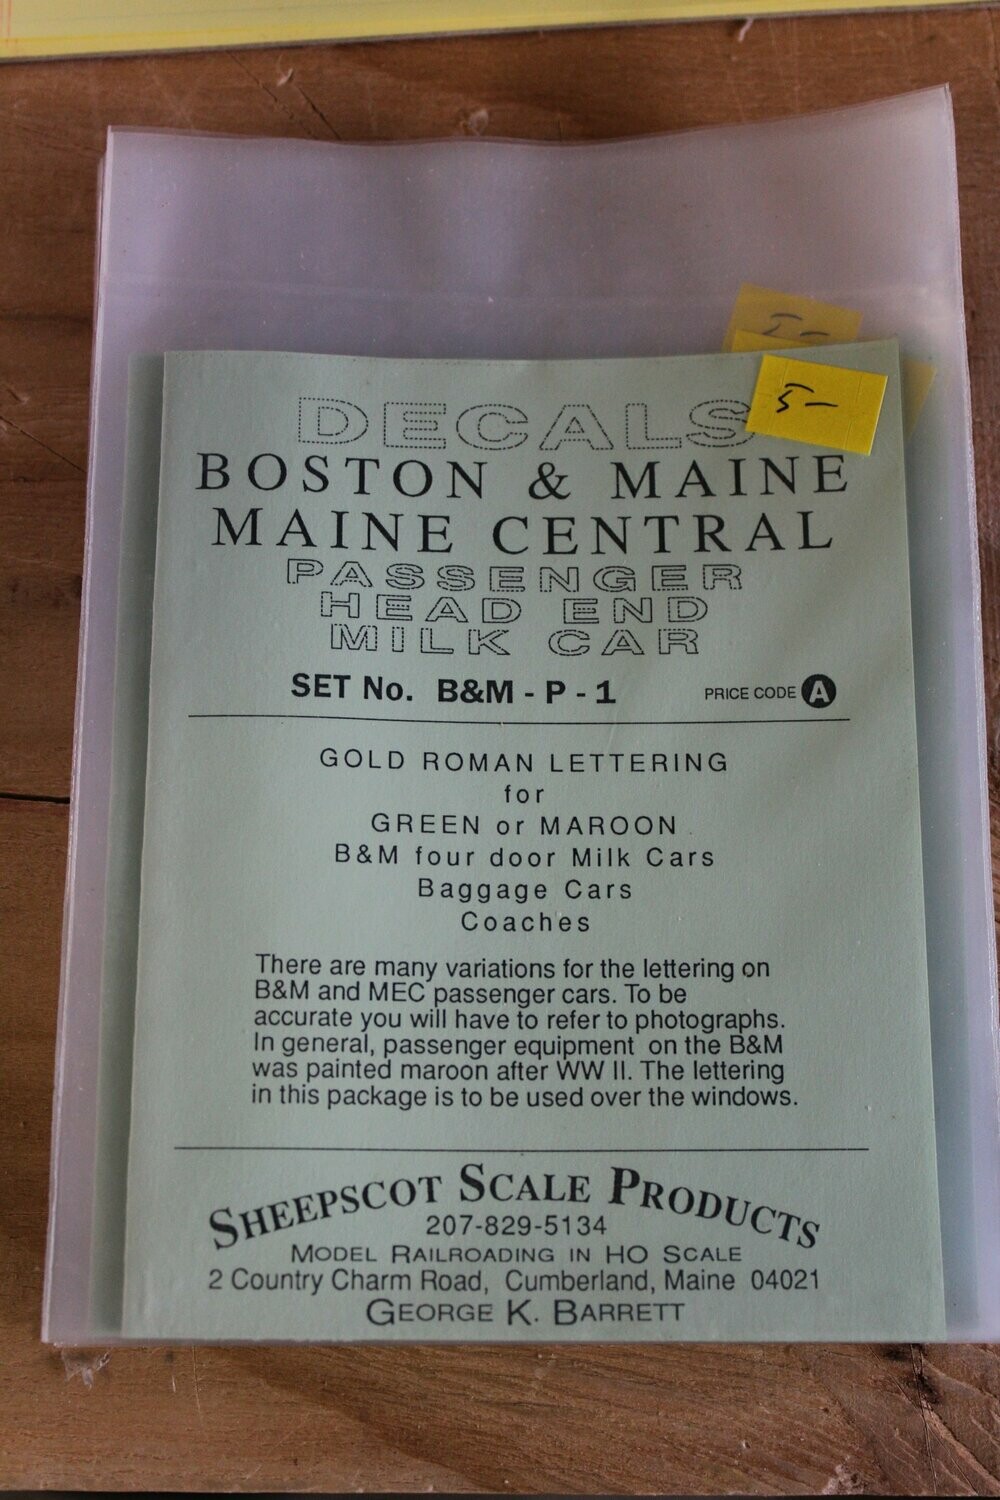 5-
5-
DECALS
BOSTON & MAINE
MAINE CENTRAL
PASSENGER
HEAD END
MILK CAR
SET No. B&M - P - 1 PRICE CODE A
GOLD ROMAN LETTERING
for
GREEN or MAROON
B&M four door Milk Cars
Baggage Cars
Coaches
There are many variations for the lettering on
B&M and MEC passenger cars. To be
accurate you will have to refer to photographs.
In general, passenger equipment on the B&M
was painted maroon after WW II. The lettering
in this package is to be used over the windows.
SHEEPSCOT SCALE PRODUCTS
207-829-5134
MODEL RAILROADING IN HO SCALE
2 Country Charm Road, Cumberland, Maine 04021
GEORGE K. BARRETT